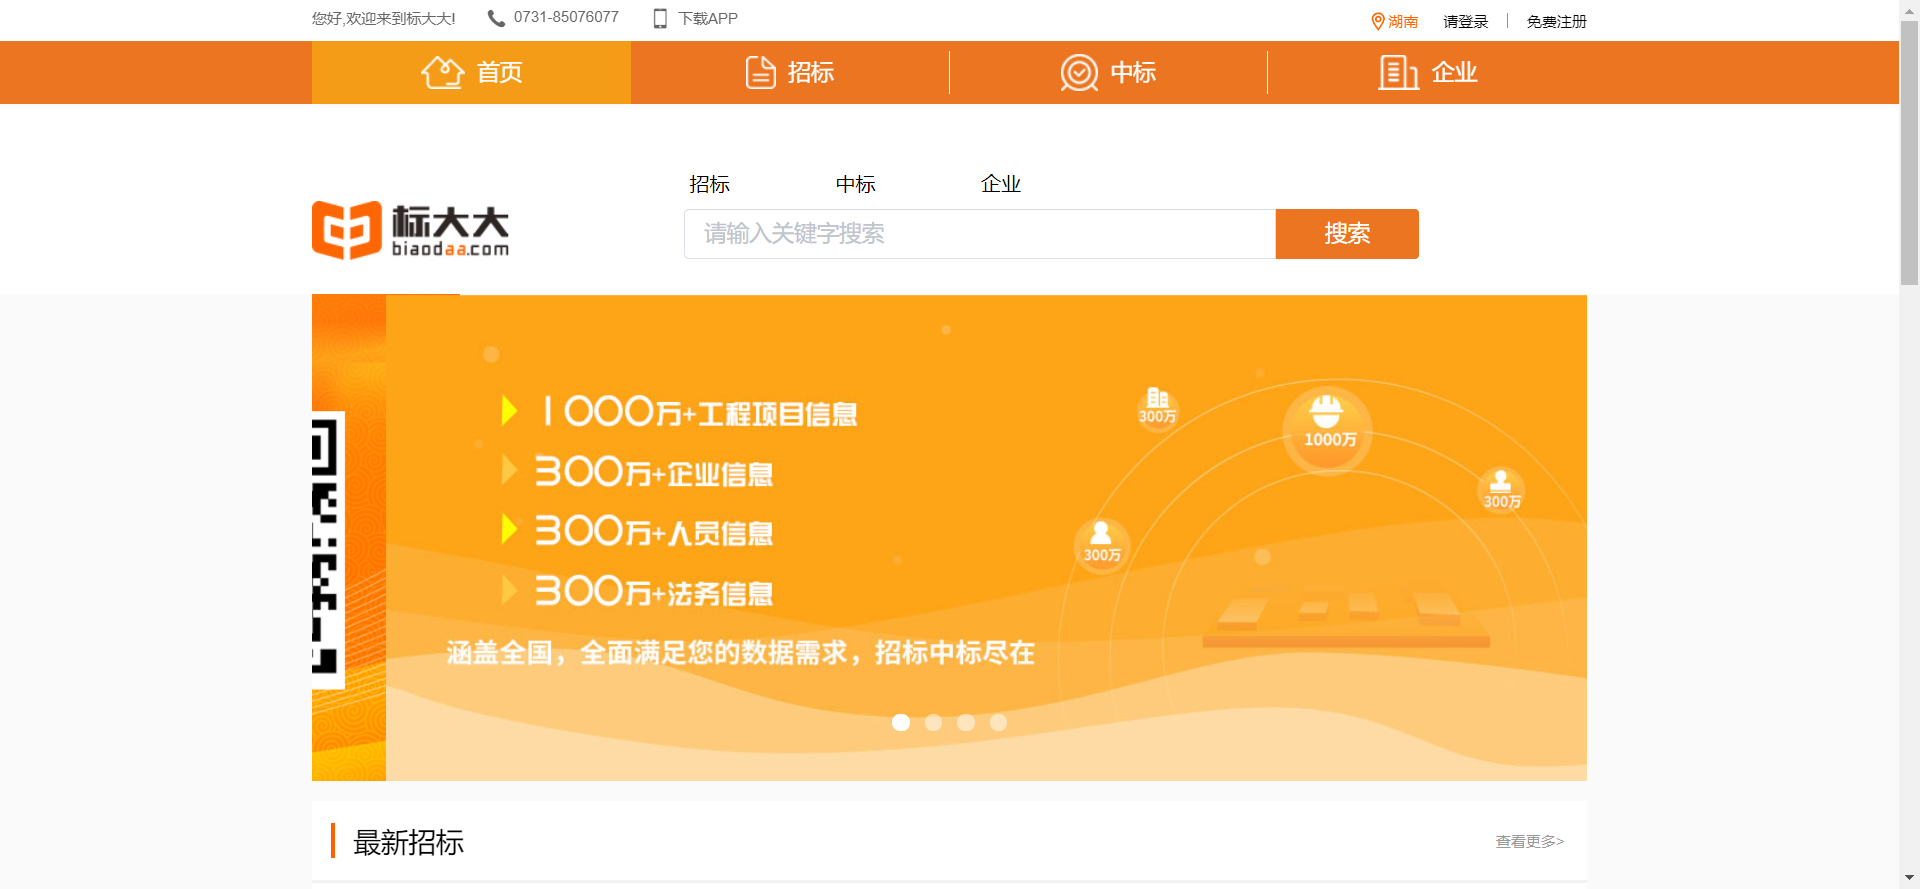 您好,欢迎来到标大大! 0731-85076077 下载APP 湖南 请登录 免费注册
首页 招标 中标 企业
招标 中标 企业
标大大
biaodaa.com
请输入关键字搜索 搜索
1000万+工程项目信息
300万+企业信息
300万+人员信息
300万+法务信息
涵盖全国，全面满足您的数据需求，招标中标尽在
300万
1000万
300万
300万
最新招标 查看更多>